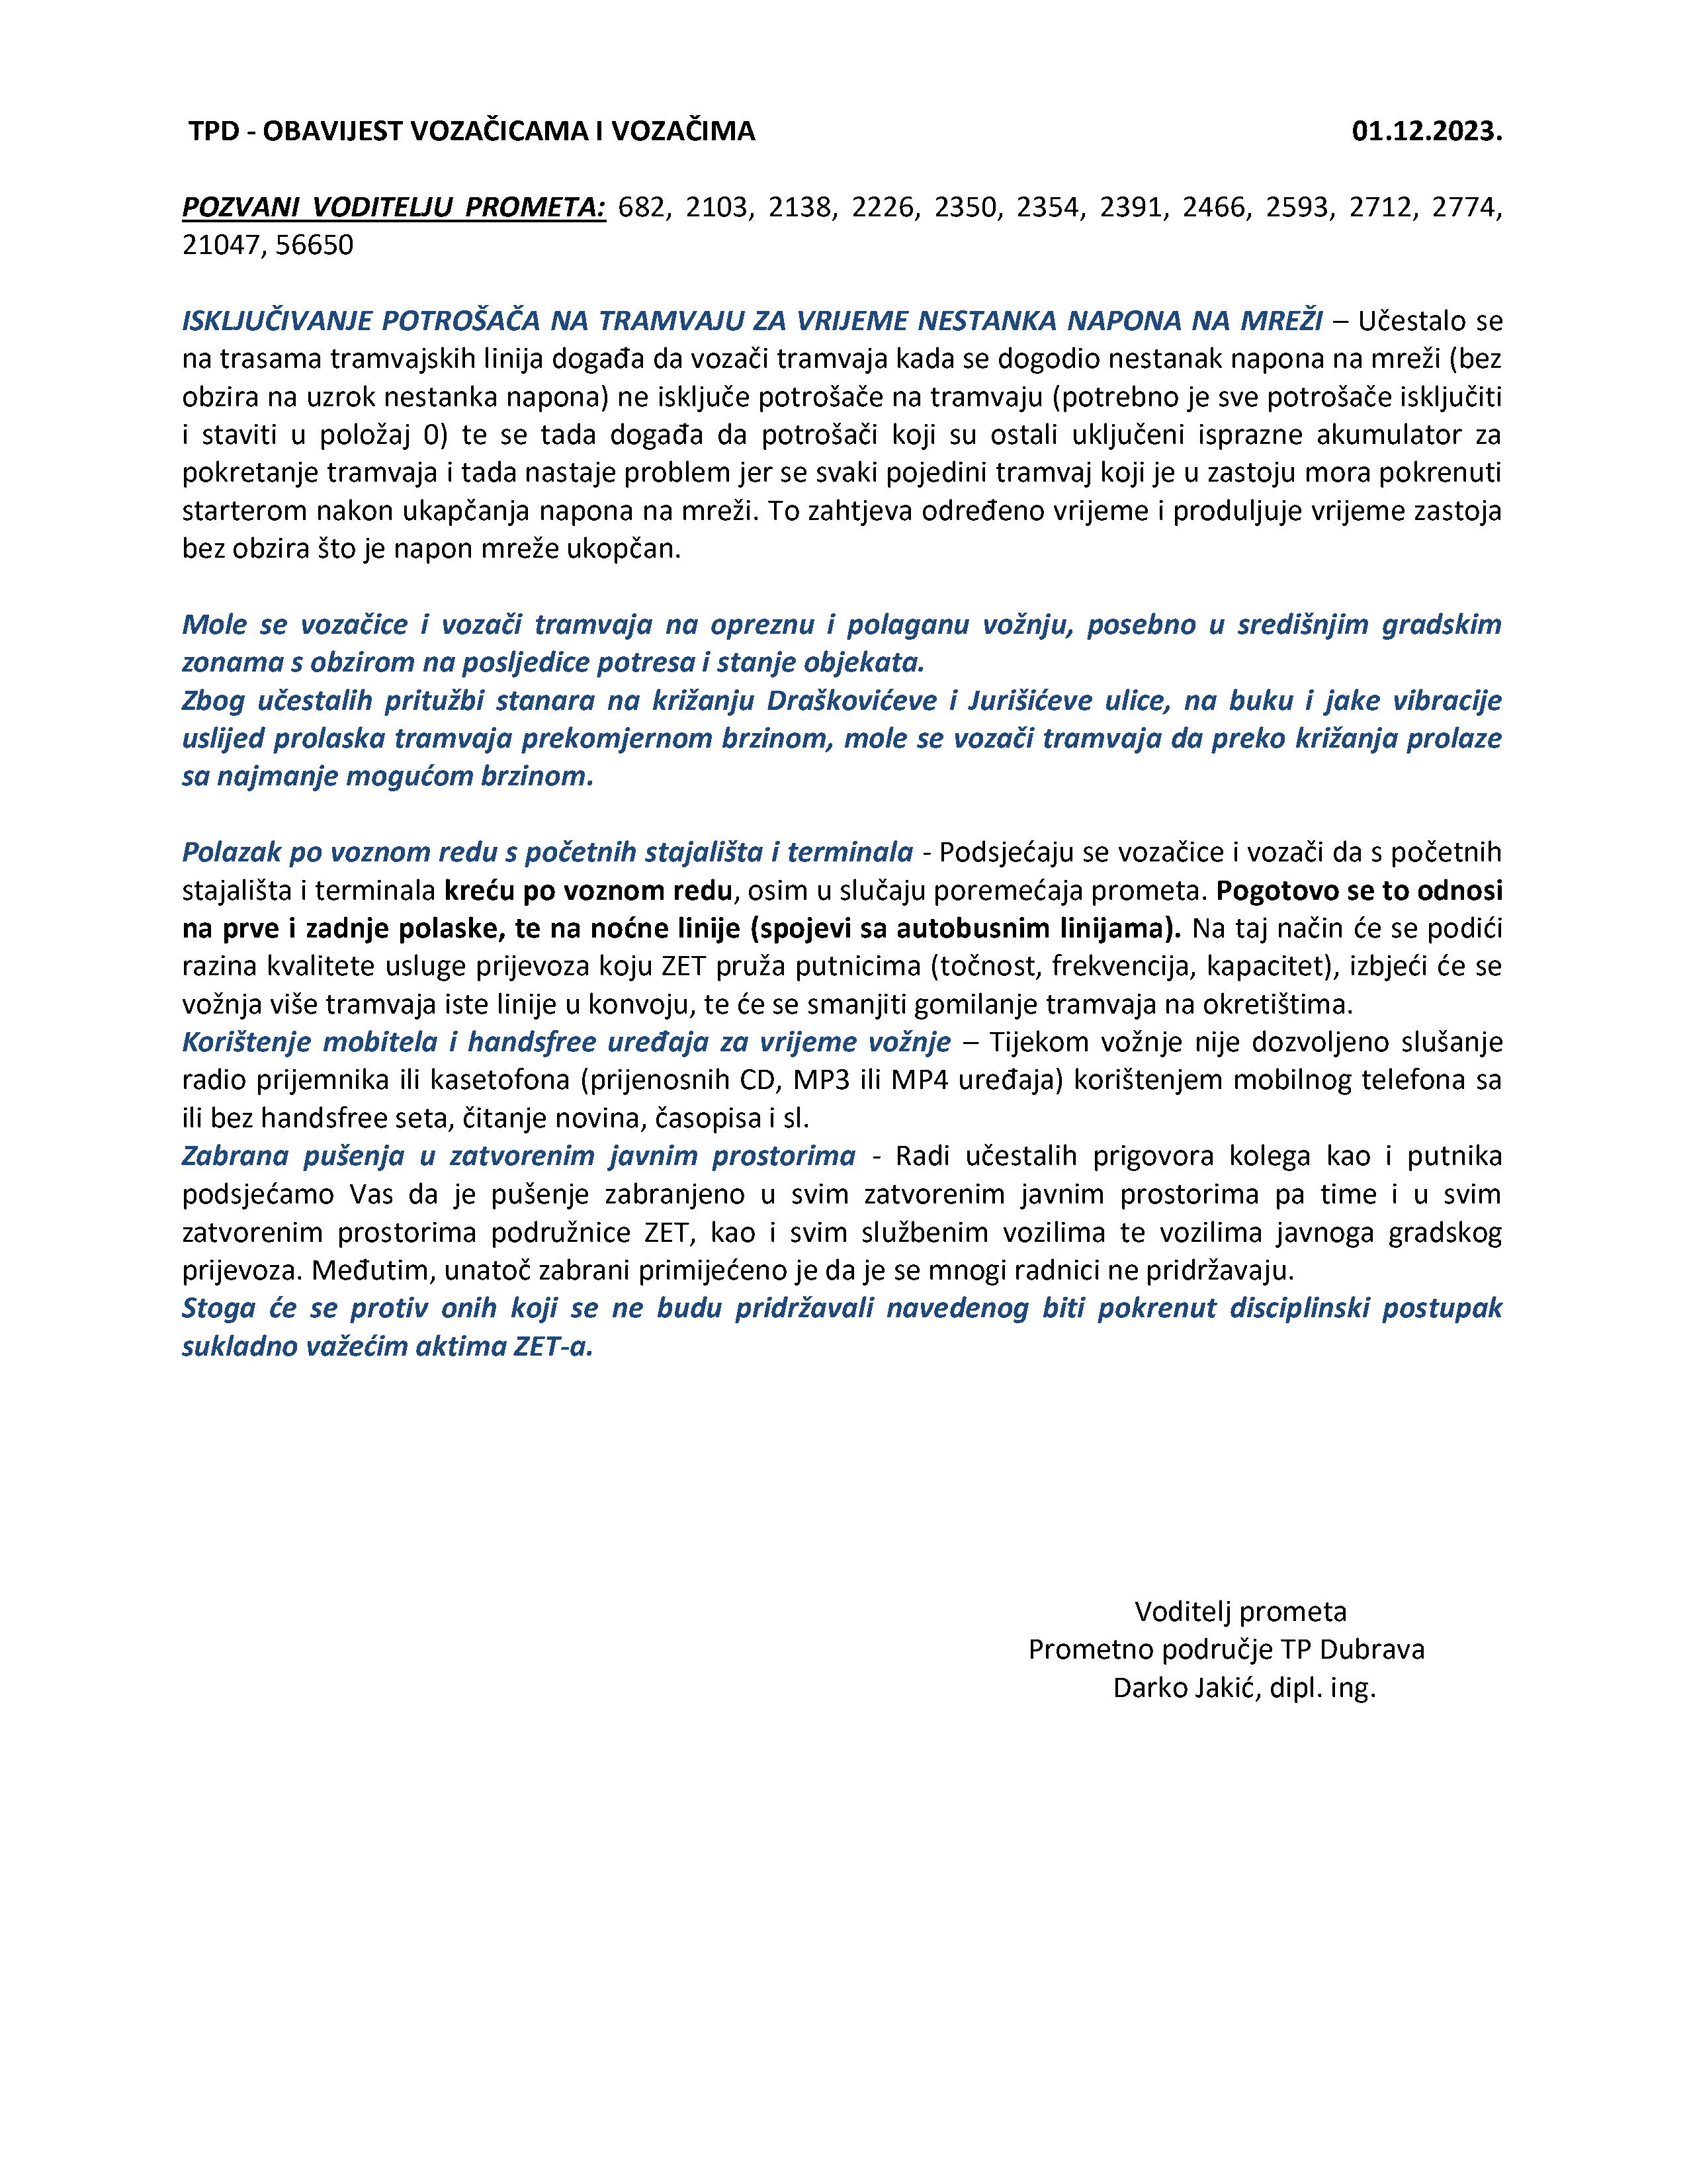 TPD - OBAVIJEST VOZAČICAMA I VOZAČIMA 01.12.2023.
POZVANI VODITELJU PROMETA: 682, 2103, 2138, 2226, 2350, 2354, 2391, 2466, 2593, 2712, 2774,
21047, 56650
ISKLJUČIVANJE POTROŠAČA NA TRAMVAJU ZA VRIJEME NESTANKA NAPONA NA MREŽI – Učestalo se
na trasama tramvajskih linija događa da vozači tramvaja kada se dogodio nestanak napona na mreži (bez
obzira na uzrok nestanka napona) ne isključe potrošače na tramvaju (potrebno je sve potrošače isključiti
i staviti u položaj 0) te se tada događa da potrošači koji su ostali uključeni isprazne akumulator za
pokretanje tramvaja i tada nastaje problem jer se svaki pojedini tramvaj koji je u zastoju mora pokrenuti
starterom nakon ukapčanja napona na mreži. To zahtjeva određeno vrijeme i produljuje vrijeme zastoja
bez obzira što je napon mreže ukopčan.
Mole se vozačice i vozači tramvaja na opreznu i polaganu vožnju, posebno u središnjim gradskim
zonama s obzirom na posljedice potresa i stanje objekata.
Zbog učestalih pritužbi stanara na križanju Draškovićeve i Jurišićeve ulice, na buku i jake vibracije
uslijed prolaska tramvaja prekomjernom brzinom, mole se vozači tramvaja da preko križanja prolaze
sa najmanje mogućom brzinom.
Polazak po voznom redu s početnih stajališta i terminala - Podsjećaju se vozačice i vozači da s početnih
stajališta i terminala kreću po voznom redu, osim u slučaju poremećaja prometa. Pogotovo se to odnosi
na prve i zadnje polaske, te na noćne linije (spojevi sa autobusnim linijama). Na taj način će se podići
razina kvalitete usluge prijevoza koju ZET pruža putnicima (točnost, frekvencija, kapacitet), izbjeći će se
vožnja više tramvaja iste linije u konvoju, te će se smanjiti gomilanje tramvaja na okretištima.
Korištenje mobitela i handsfree uređaja za vrijeme vožnje – Tijekom vožnje nije dozvoljeno slušanje
radio prijemnika ili kasetofona (prijenosnih CD, MP3 ili MP4 uređaja) korištenjem mobilnog telefona sa
ili bez handsfree seta, čitanje novina, časopisa i sl.
Zabrana pušenja u zatvorenim javnim prostorima - Radi učestalih prigovora kolega kao i putnika
podsjećamo Vas da je pušenje zabranjeno u svim zatvorenim javnim prostorima pa time i u svim
zatvorenim prostorima podružnice ZET, kao i svim službenim vozilima te vozilima javnoga gradskog
prijevoza. Međutim, unatoč zabrani primijećeno je da je se mnogi radnici ne pridržavaju.
Stoga će se protiv onih koji se ne budu pridržavali navedenog biti pokrenut disciplinski postupak
sukladno važećim aktima ZET-a.
Voditelj prometa
Prometno područje TP Dubrava
Darko Jakić, dipl. ing.